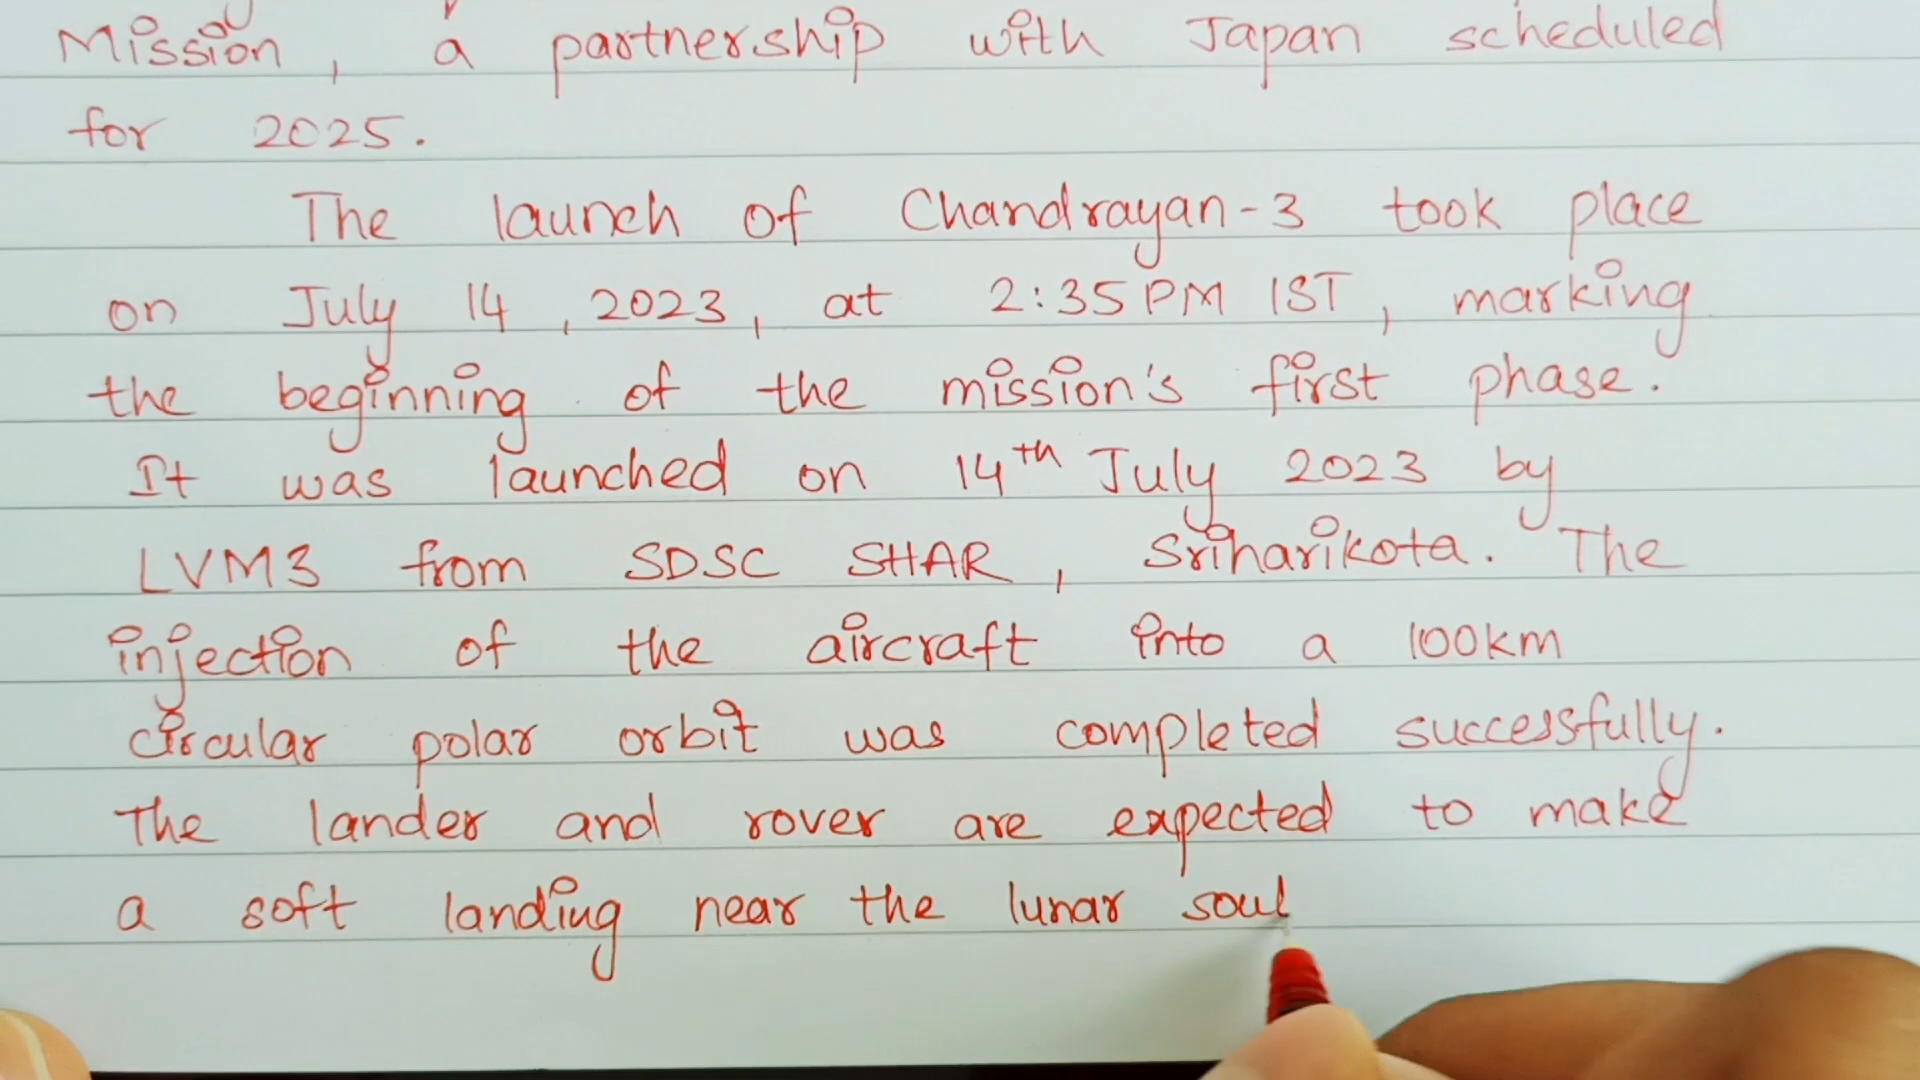 Mission, a partnership with Japan scheduled
for 2025.
The launch of Chandrayan-3 took place
on July 14, 2023, at 2:35PM IST, marking
the beginning of the mission's first phase.
It was launched on 14th July 2023 by
LVM3 from SDSC SHAR, Sriharikota. The
injection of the aircraft into a 100km
circular polar orbit was completed successfully.
The lander and rover are expected to make
a soft landing near the lunar